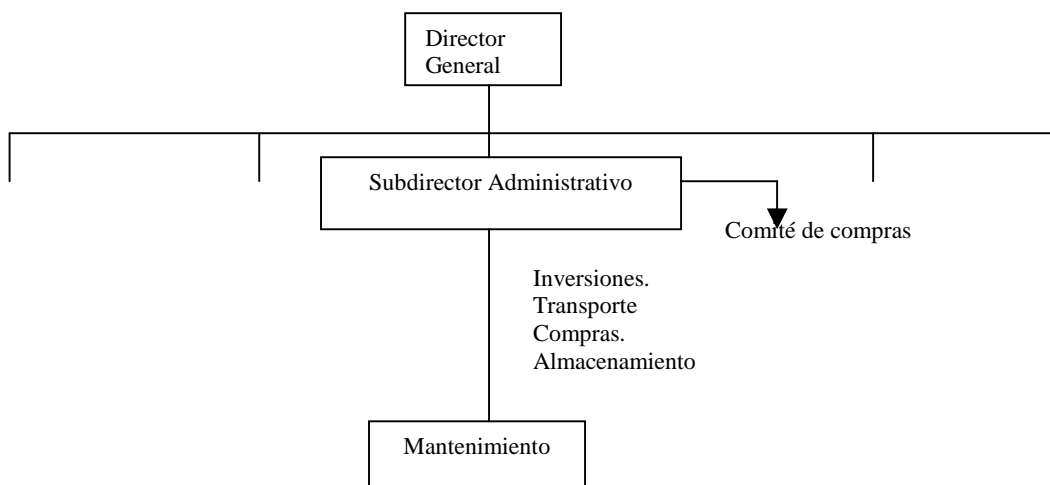 Director
General
Subdirector Administrativo
Comité de compras
Inversiones.
Transporte
Compras.
Almacenamiento
Mantenimiento